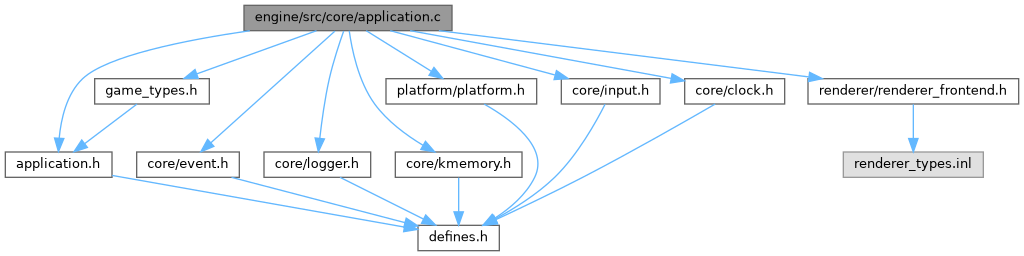 engine/src/core/application.c
game_types.h
platform/platform.h
core/input.h
core/clock.h
renderer/renderer_frontend.h
application.h
core/event.h
core/logger.h
core/kmemory.h
renderer_types.inl
defines.h